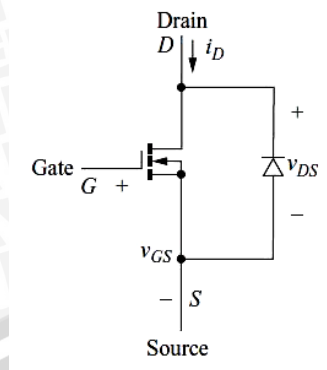 Drain
D i_D
+
Gate
G +
v_DS
−
v_GS
− S
Source